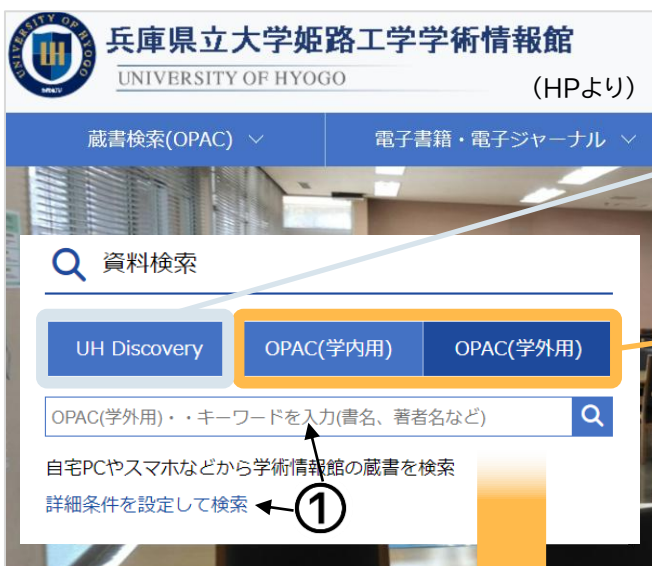 UNIVERSITY OF HYOGO
UH
兵庫県立大学姫路工学学術情報館
UNIVERSITY OF HYOGO
(HPより)
蔵書検索(OPAC)
電子書籍・電子ジャーナル
資料検索
UH Discovery
OPAC(学内用)
OPAC(学外用)
OPAC(学外用)・・キーワードを入力(書名、著者名など)
自宅PCやスマホなどから学術情報館の蔵書を検索
詳細条件を設定して検索
①